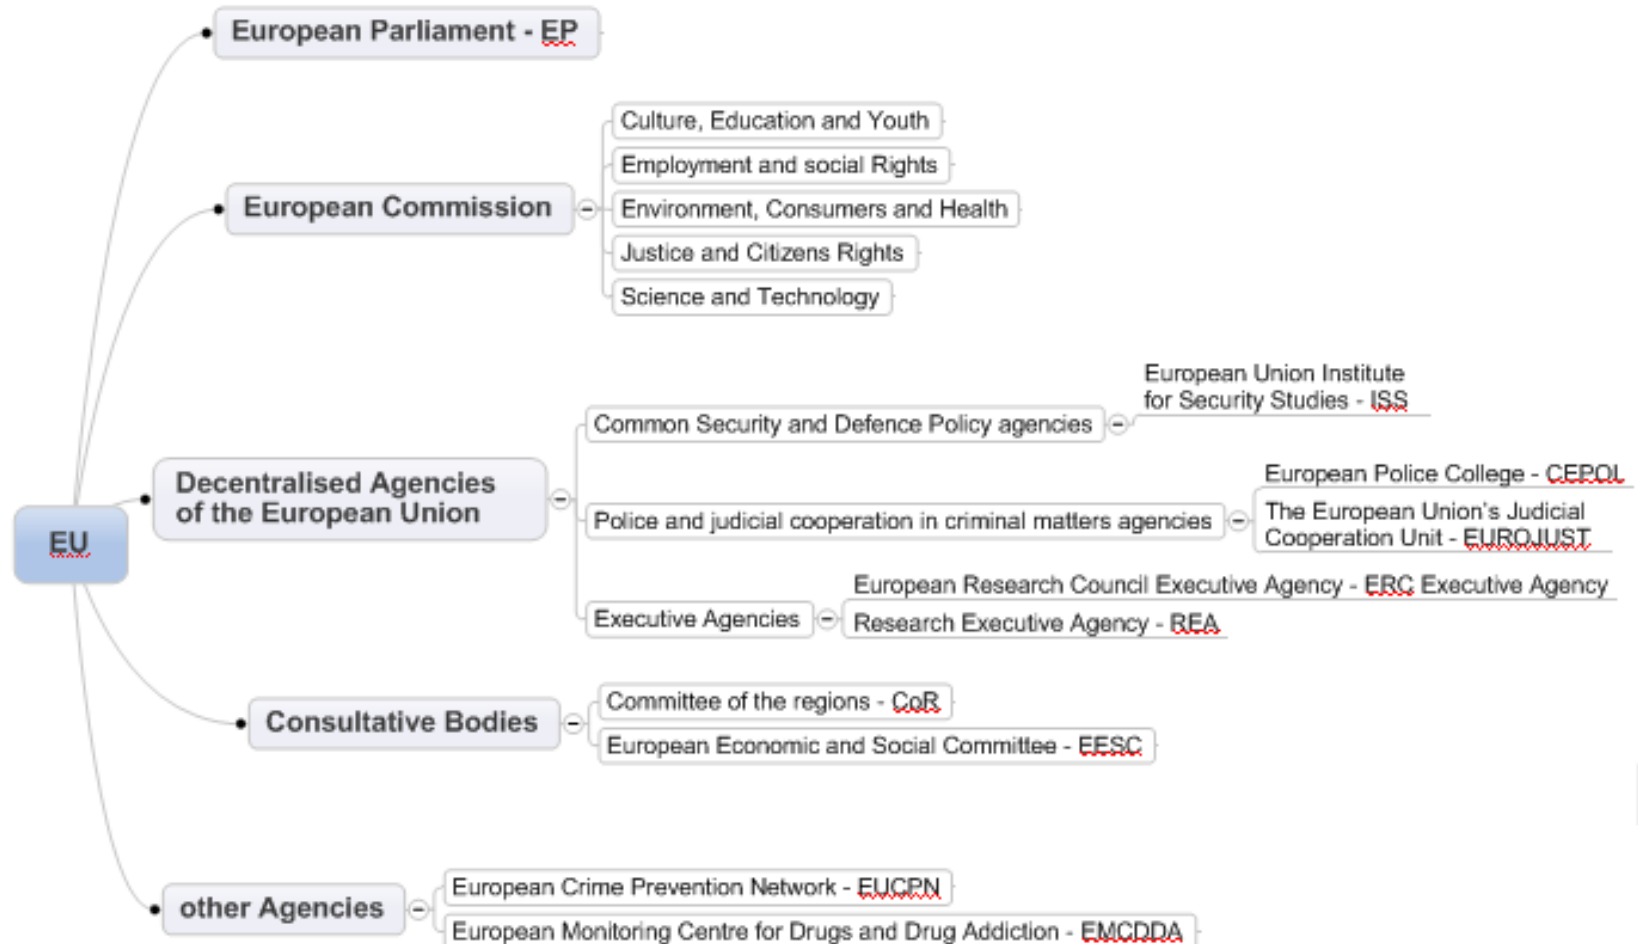 European Parliament - EP
European Commission
Culture, Education and Youth
Employment and social Rights
Environment, Consumers and Health
Justice and Citizens Rights
Science and Technology
EU
Decentralised Agencies
of the European Union
Common Security and Defence Policy agencies
European Union Institute
for Security Studies - ISS
Police and judicial cooperation in criminal matters agencies
European Police College - CEPOL
The European Union's Judicial
Cooperation Unit - EUROJUST
Executive Agencies
European Research Council Executive Agency - ERC Executive Agency
Research Executive Agency - REA
Consultative Bodies
Committee of the regions - CoR
European Economic and Social Committee - EESC
other Agencies
European Crime Prevention Network - EUCPN
European Monitoring Centre for Drugs and Drug Addiction - EMCDDA